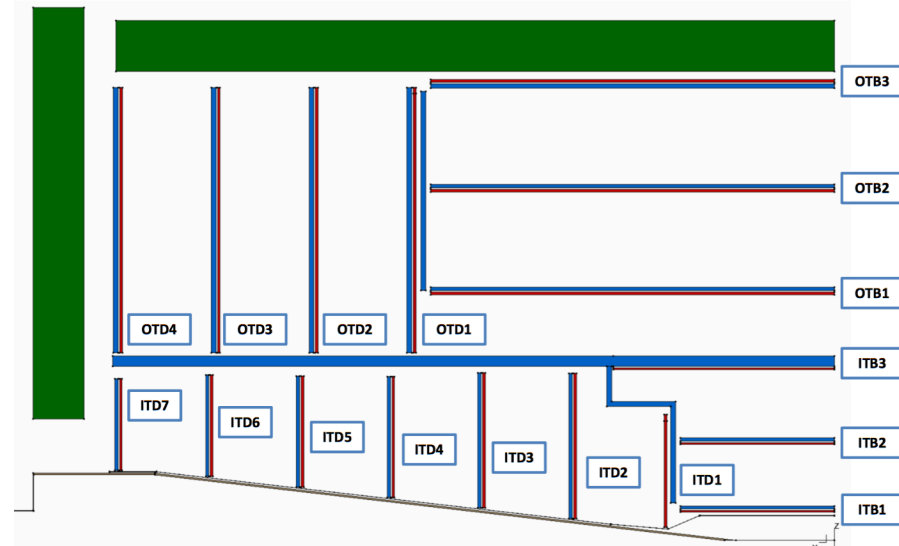 OTB3
OTB2
OTB1
OTD4
OTD3
OTD2
OTD1
ITB3
ITD7
ITD6
ITD5
ITD4
ITD3
ITD2
ITD1
ITB2
ITB1
Z